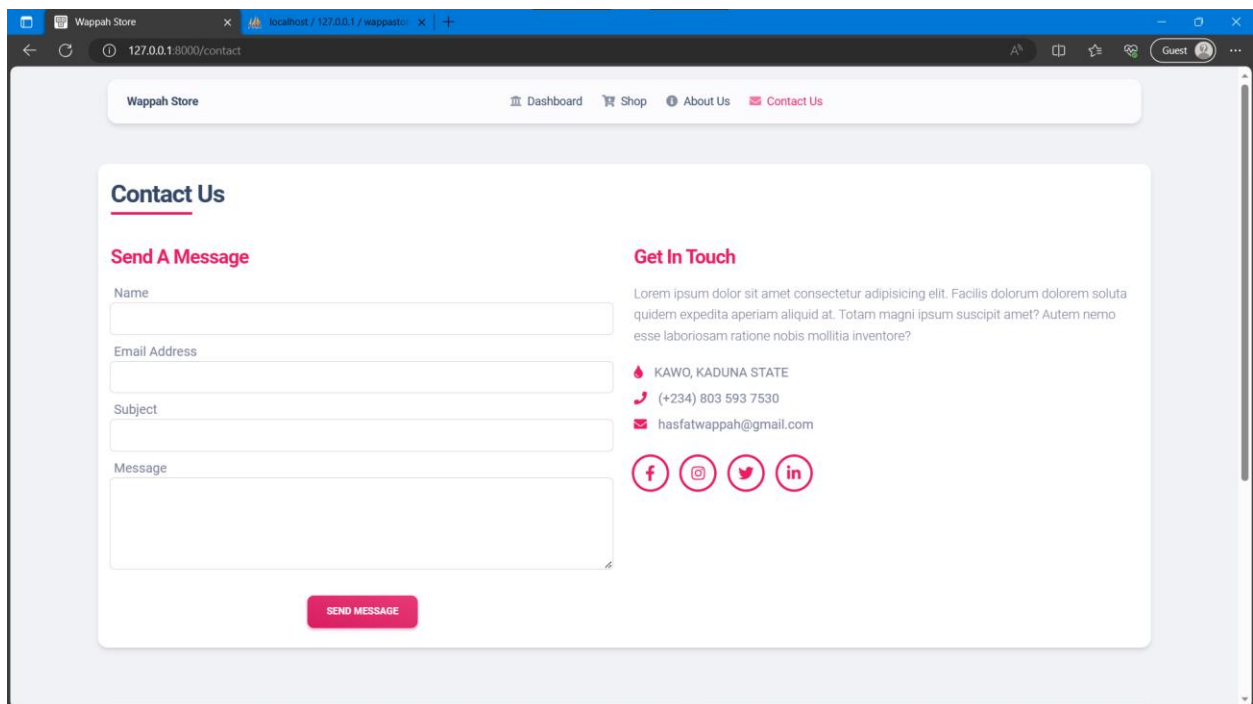 Wappah Store
localhost / 127.0.0.1 / wappastor
127.0.0.1:8000/contact
Guest
Wappah Store
Dashboard
Shop
About Us
Contact Us
Contact Us
Send A Message
Name
Email Address
Subject
Message
SEND MESSAGE
Get In Touch
Lorem ipsum dolor sit amet consectetur adipisicing elit. Facilis dolorum dolorem soluta
quidem expedita aperiam aliquid at. Totam magni ipsum suscipit amet? Autem nemo
esse laboriosam ratione nobis mollitia inventore?
KAWO, KADUNA STATE
(+234) 803 593 7530
hasfatwappah@gmail.com